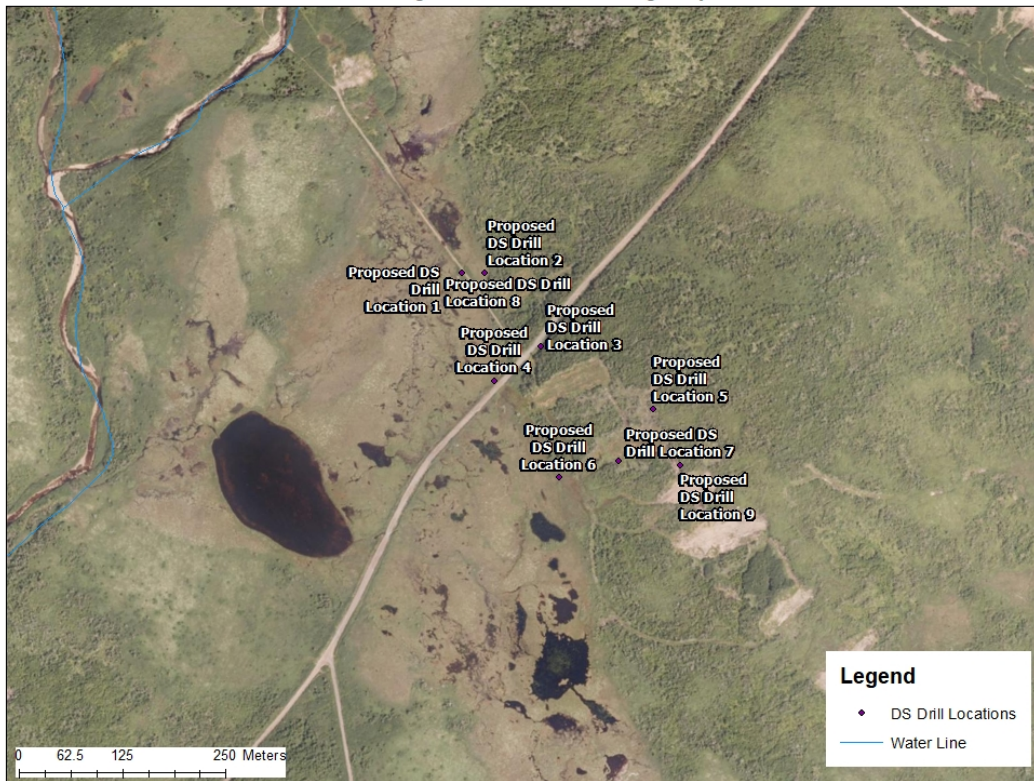 Proposed
DS Drill
Location 2
Proposed DS
Drill
Location 1
Proposed DS Drill
Location 8
Proposed
DS Drill
Location 3
Proposed
DS Drill
Location 4
Proposed
DS Drill
Location 5
Proposed
DS Drill
Location 6
Proposed DS
Drill Location 7
Proposed
DS Drill
Location 9
Legend
DS Drill Locations
Water Line
0 62.5 125 250 Meters